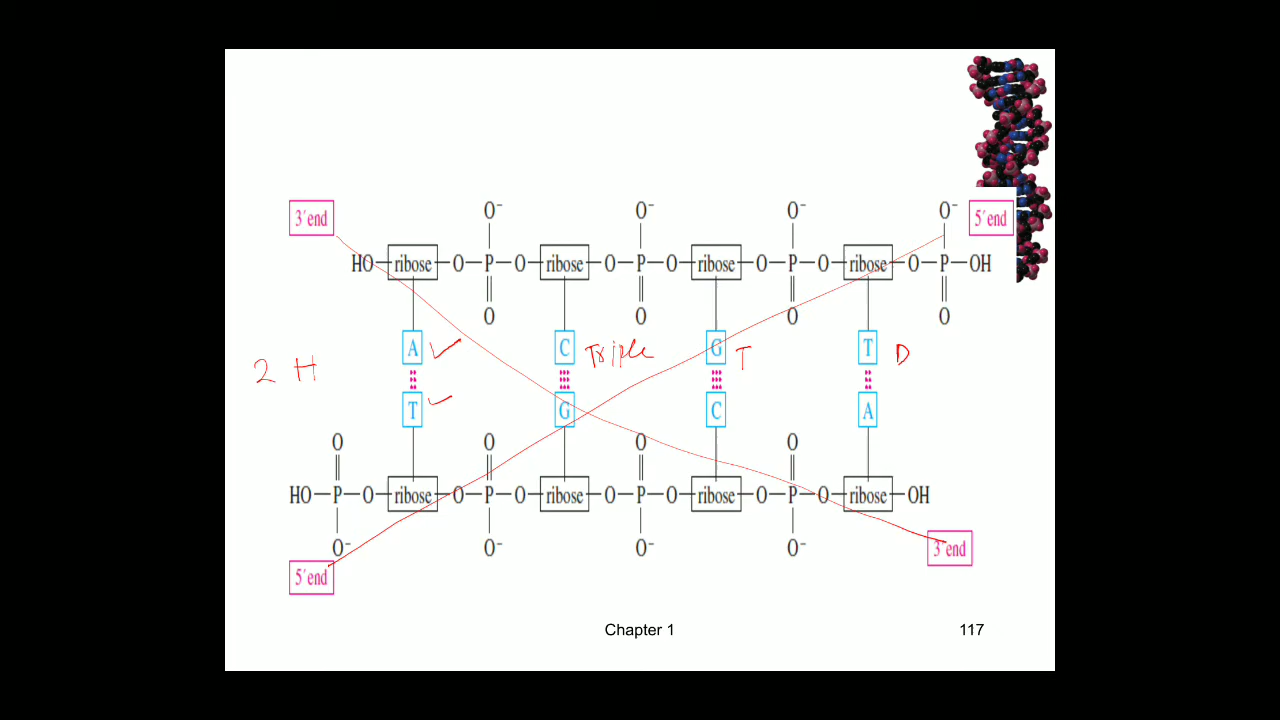 O⁻ O⁻ O⁻ O⁻
3′end 5′end
HO—ribose—O—P—O—ribose—O—P—O—ribose—O—P—O—ribose—O—P—OH
O O O O
A C Triple G T T D
2 H
T G C A
O O O O
HO—P—O—ribose—O—P—O—ribose—O—P—O—ribose—O—P—O—ribose—OH
O⁻ O⁻ O⁻ O⁻ 3′end
5′end
Chapter 1 117